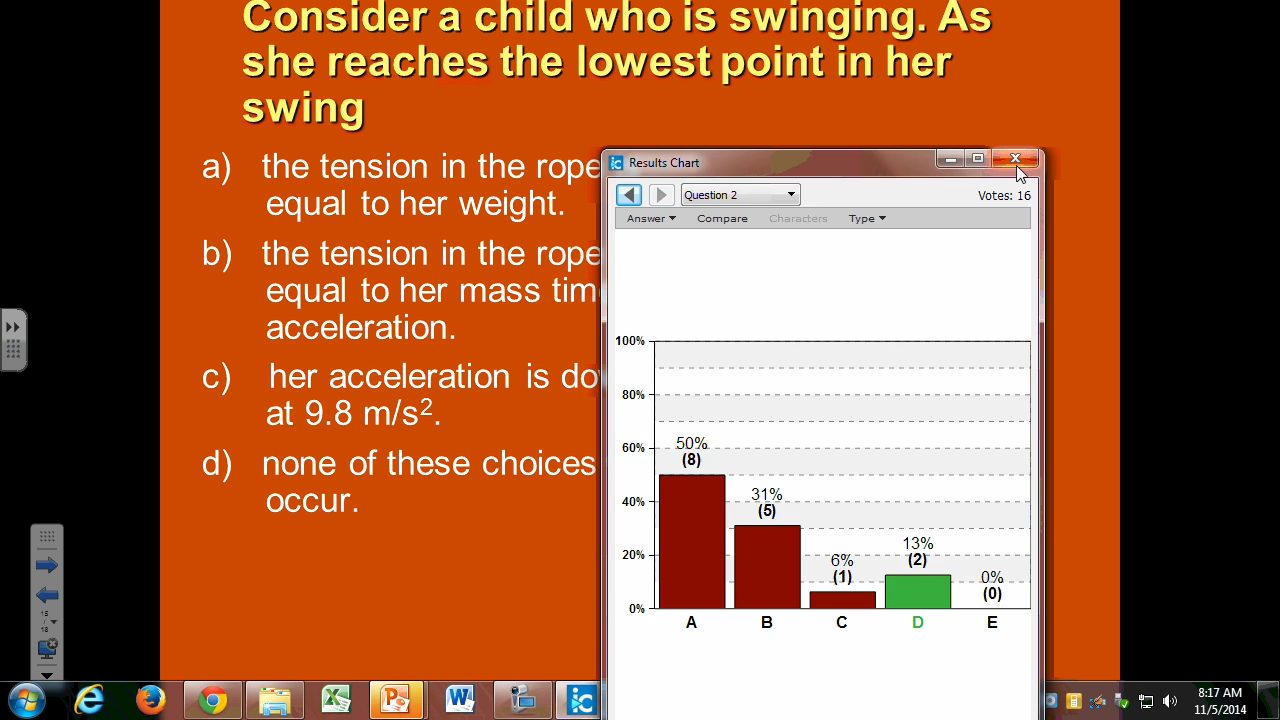 Consider a child who is swinging. As
she reaches the lowest point in her
swing
a) the tension in the rope
equal to her weight.
b) the tension in the rope
equal to her mass tim
acceleration.
c) her acceleration is do
at 9.8 m/s².
d) none of these choices
occur.
Results Chart
Question 2
Votes: 16
Answer Compare Characters Type
100%
80%
60%
40%
20%
0%
50%
(8)
31%
(5)
6%
(1)
13%
(2)
0%
(0)
A B C D E
15
/
18
8:17 AM
11/5/2014